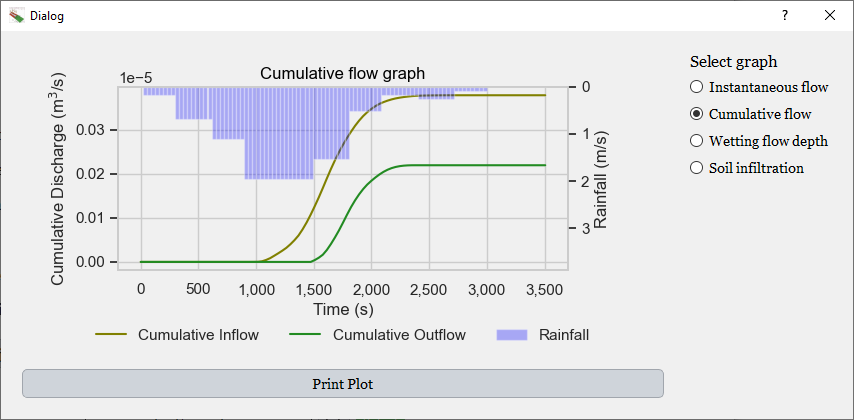 Dialog
?
Select graph
Instantaneous flow
Cumulative flow
Wetting flow depth
Soil infiltration
1e−5
Cumulative flow graph
Cumulative Discharge (m³/s)
0.03
0.02
0.01
0.00
0
1
2
3
Rainfall (m/s)
0 500 1,000 1,500 2,000 2,500 3,000 3,500
Time (s)
Cumulative Inflow Cumulative Outflow Rainfall
Print Plot